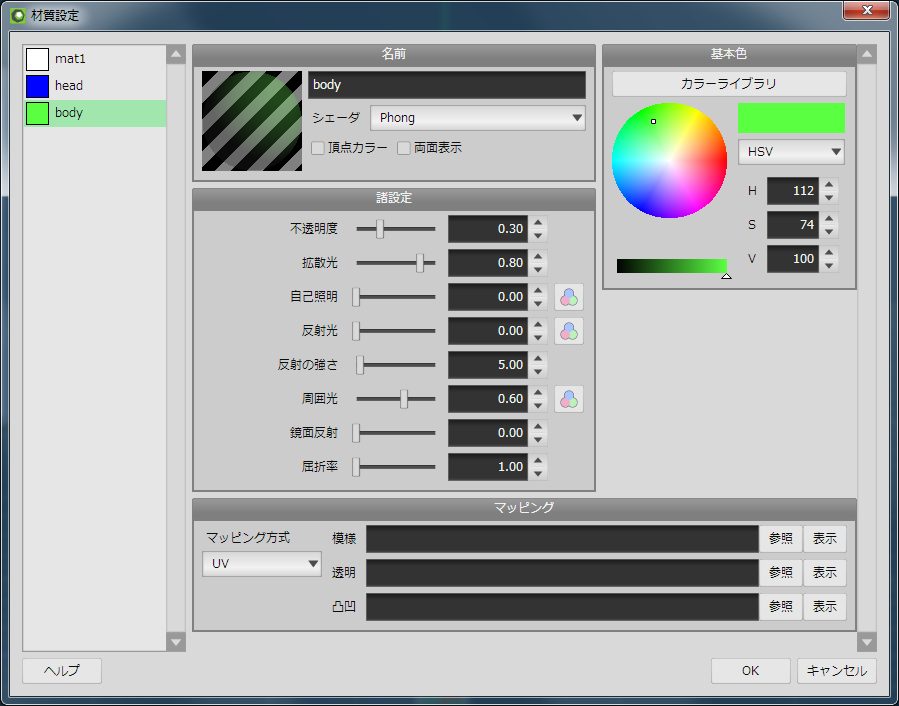 材質設定
mat1
head
body
名前
body
シェーダ Phong
頂点カラー 両面表示
諸設定
不透明度 0.30
拡散光 0.80
自己照明 0.00
反射光 0.00
反射の強さ 5.00
周囲光 0.60
鏡面反射 0.00
屈折率 1.00
基本色
カラーライブラリ
HSV
H 112
S 74
V 100
マッピング
マッピング方式
UV
模様 参照 表示
透明 参照 表示
凸凹 参照 表示
ヘルプ
OK
キャンセル